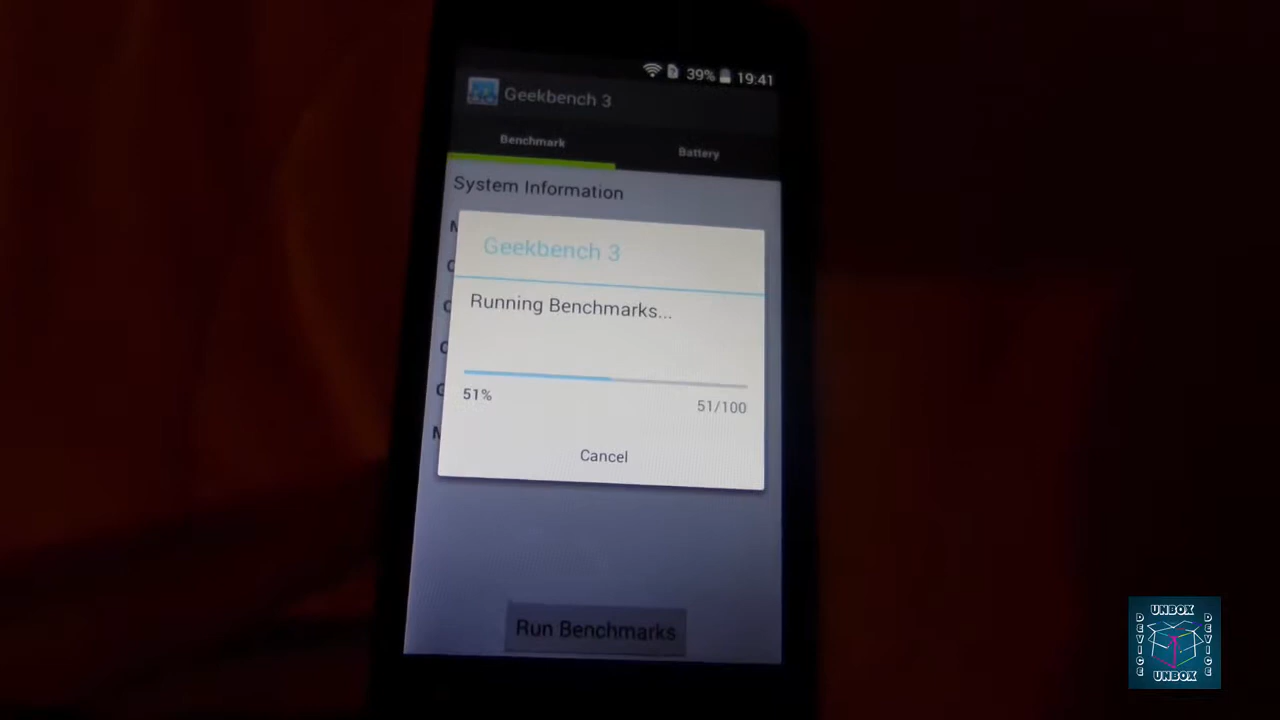 39% 19:41
Geekbench 3
Benchmark
Battery
System Information
Geekbench 3
Running Benchmarks...
51%
51/100
Cancel
Run Benchmarks
UNBOX
DEVICE
DEVICE
UNBOX